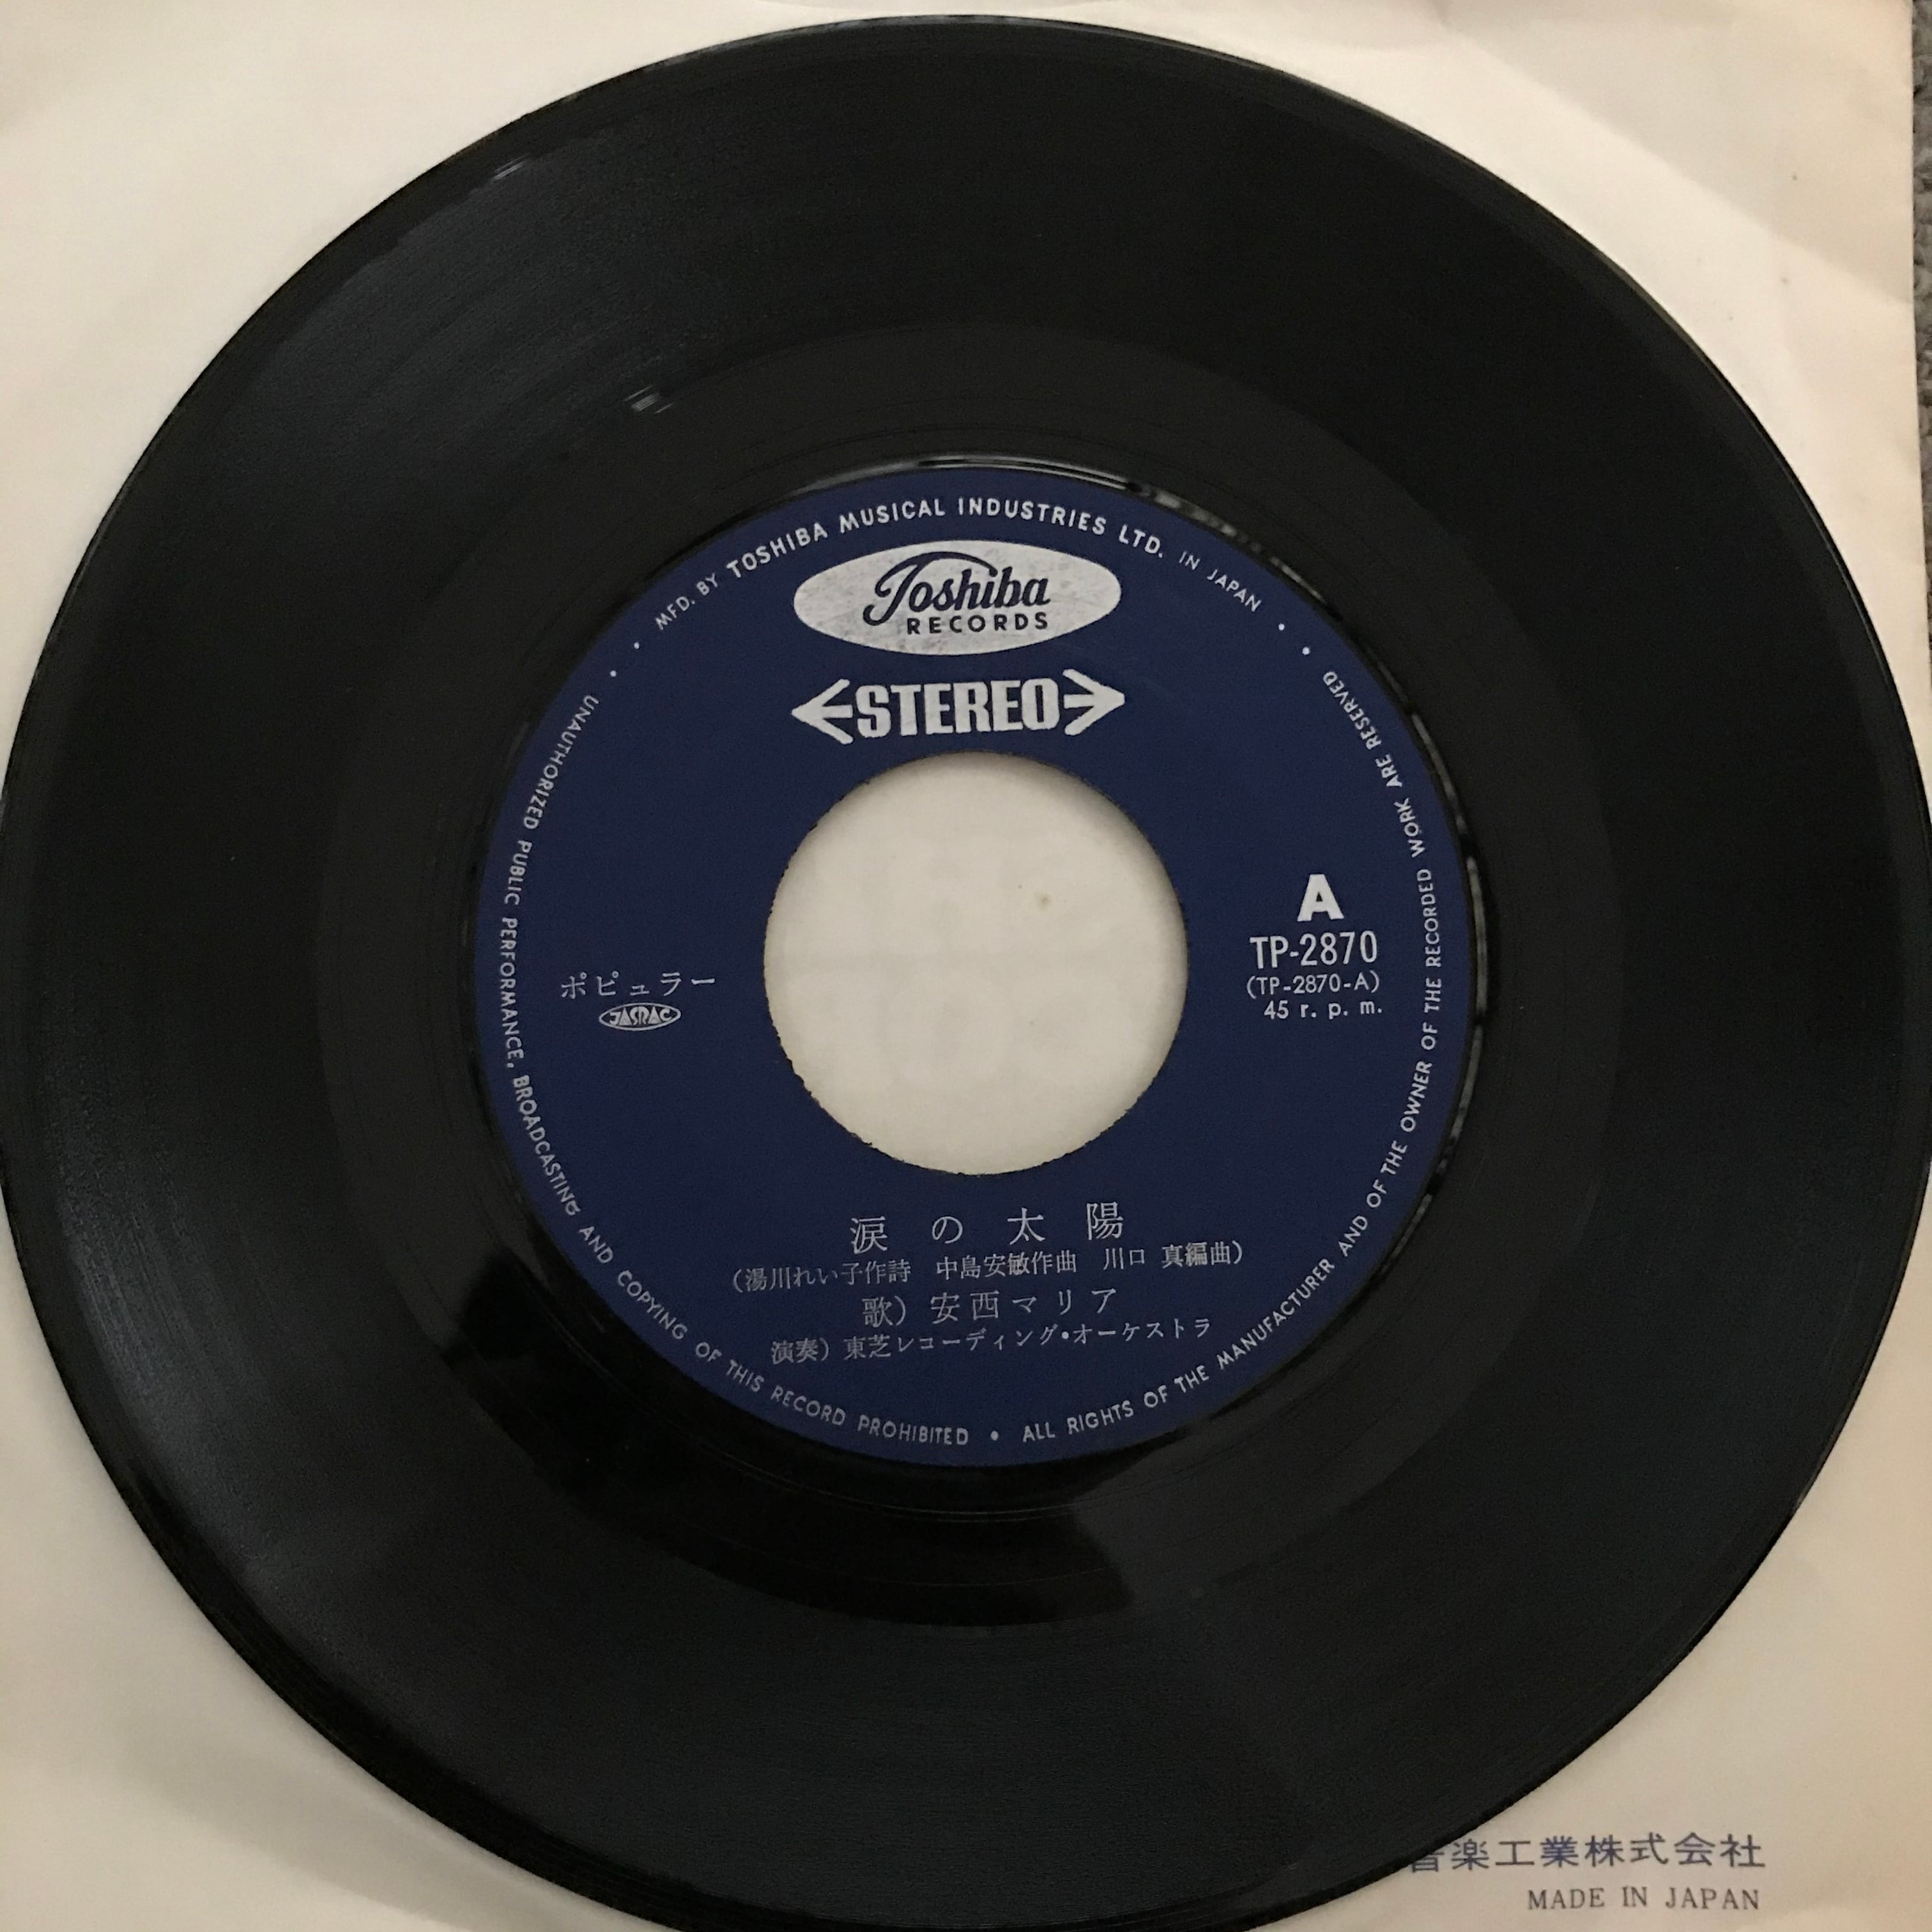 MFD. BY TOSHIBA MUSICAL INDUSTRIES LTD. IN JAPAN
Toshiba
RECORDS
STEREO
A
TP-2870
(TP-2870-A)
45 r. p. m.
ポピュラー
JASRAC
涙の太陽
(湯川れい子作詩 中島安敏作曲 川口 真編曲)
歌) 安西マリア
演奏) 東芝レコーディング・オーケストラ
UNAUTHORIZED PUBLIC PERFORMANCE, BROADCASTING AND COPYING OF THIS RECORD PROHIBITED • ALL RIGHTS OF THE MANUFACTURER AND OF THE OWNER OF THE RECORDED WORK ARE RESERVED
音楽工業株式会社
MADE IN JAPAN